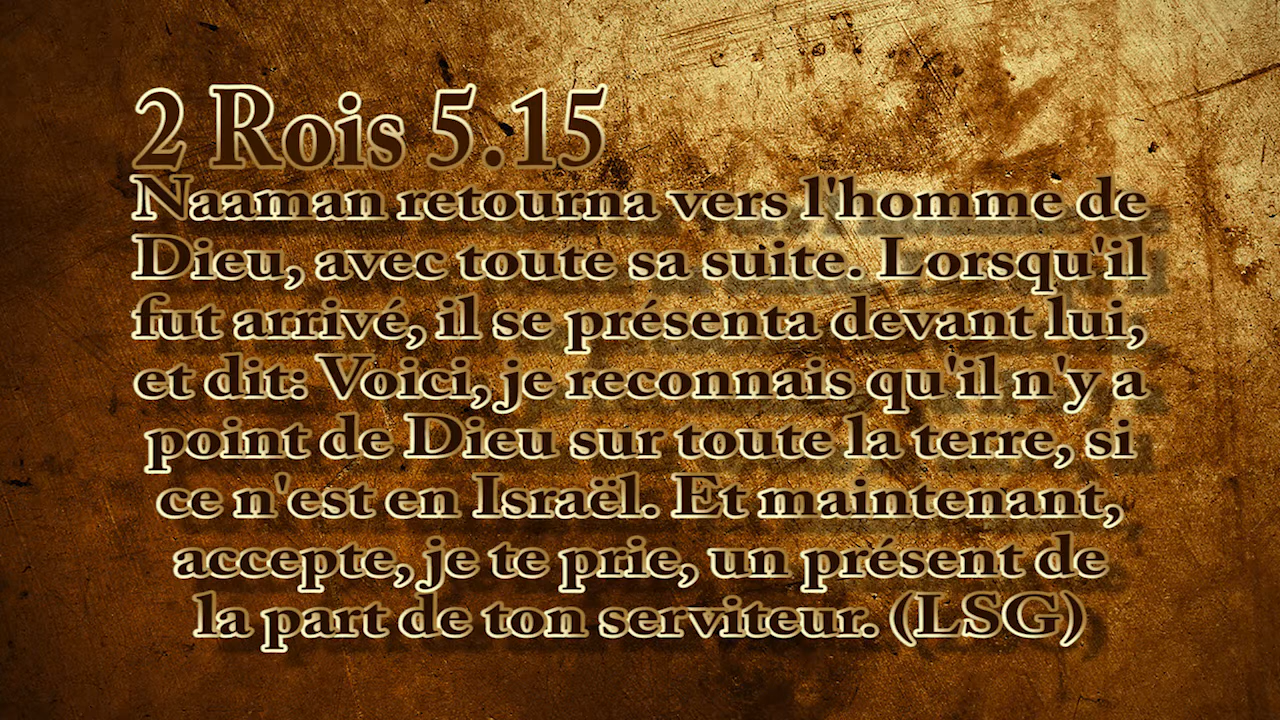 2 Rois 5.15
Naaman retourna vers l'homme de
Dieu, avec toute sa suite. Lorsqu'il
fut arrivé, il se présenta devant lui,
et dit: Voici, je reconnais qu'il n'y a
point de Dieu sur toute la terre, si
ce n'est en Israël. Et maintenant,
accepte, je te prie, un présent de
la part de ton serviteur. (LSG)